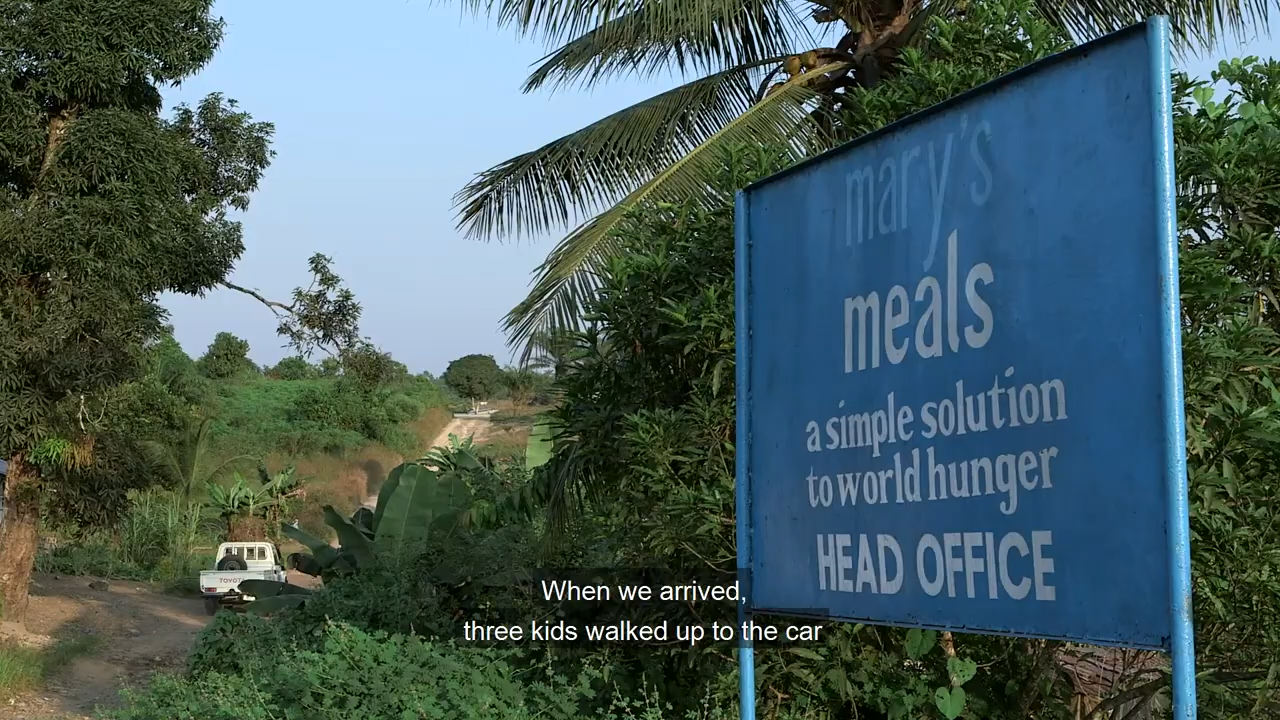 mary's
meals
a simple solution
to world hunger
HEAD OFFICE
TOYOTA
When we arrived,
three kids walked up to the car